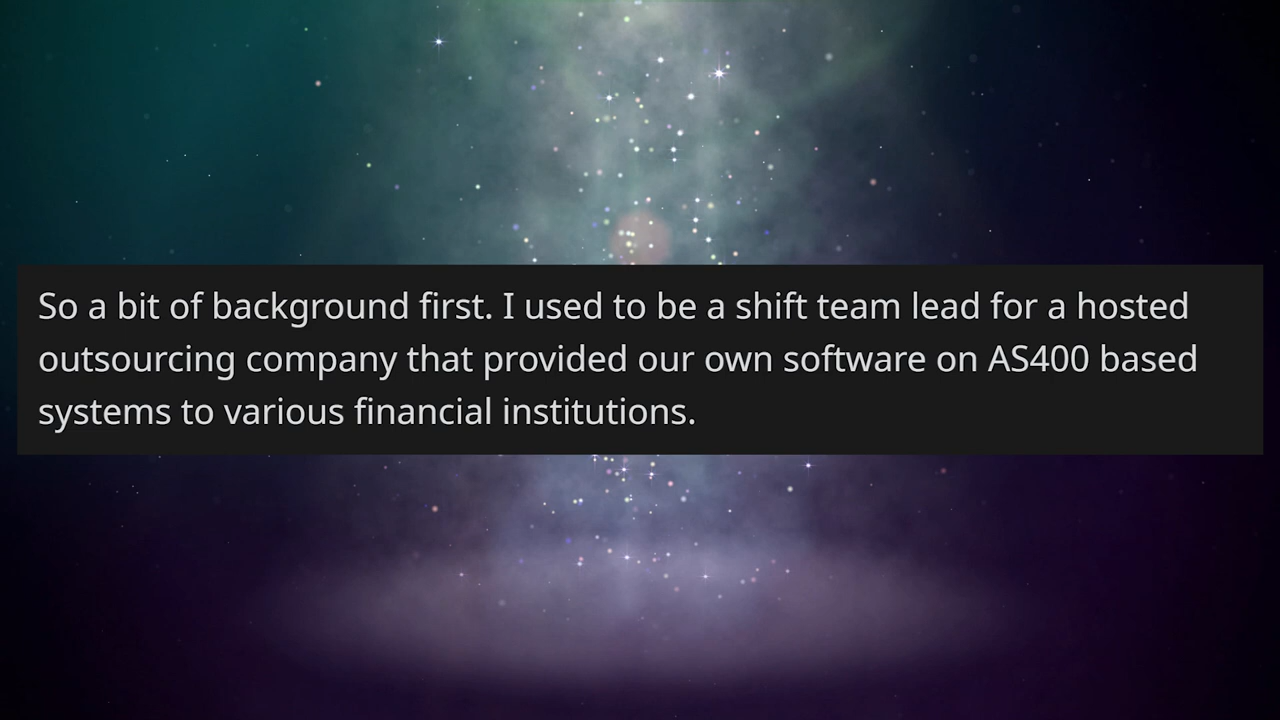 So a bit of background first. I used to be a shift team lead for a hosted
outsourcing company that provided our own software on AS400 based
systems to various financial institutions.